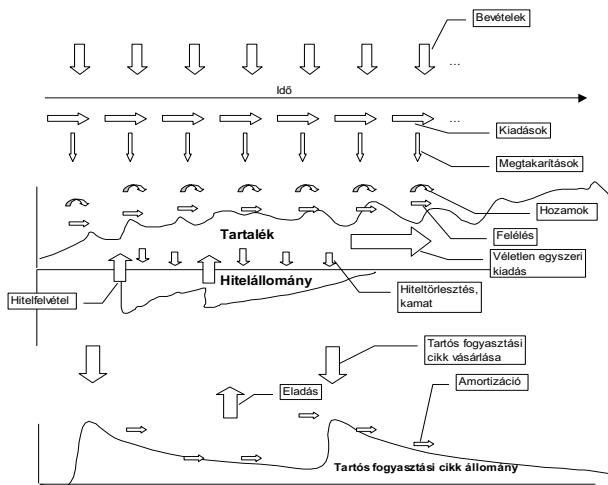 Bevételek
...
Idő
...
Kiadások
Megtakarítások
Hozamok
Tartalék
Felélés
Véletlen egyszeri
kiadás
Hitelállomány
Hitelfelvétel
Hiteltörlesztés,
kamat
Tartós fogyasztási
cikk vásárlása
Eladás
Amortizáció
Tartós fogyasztási cikk állomány